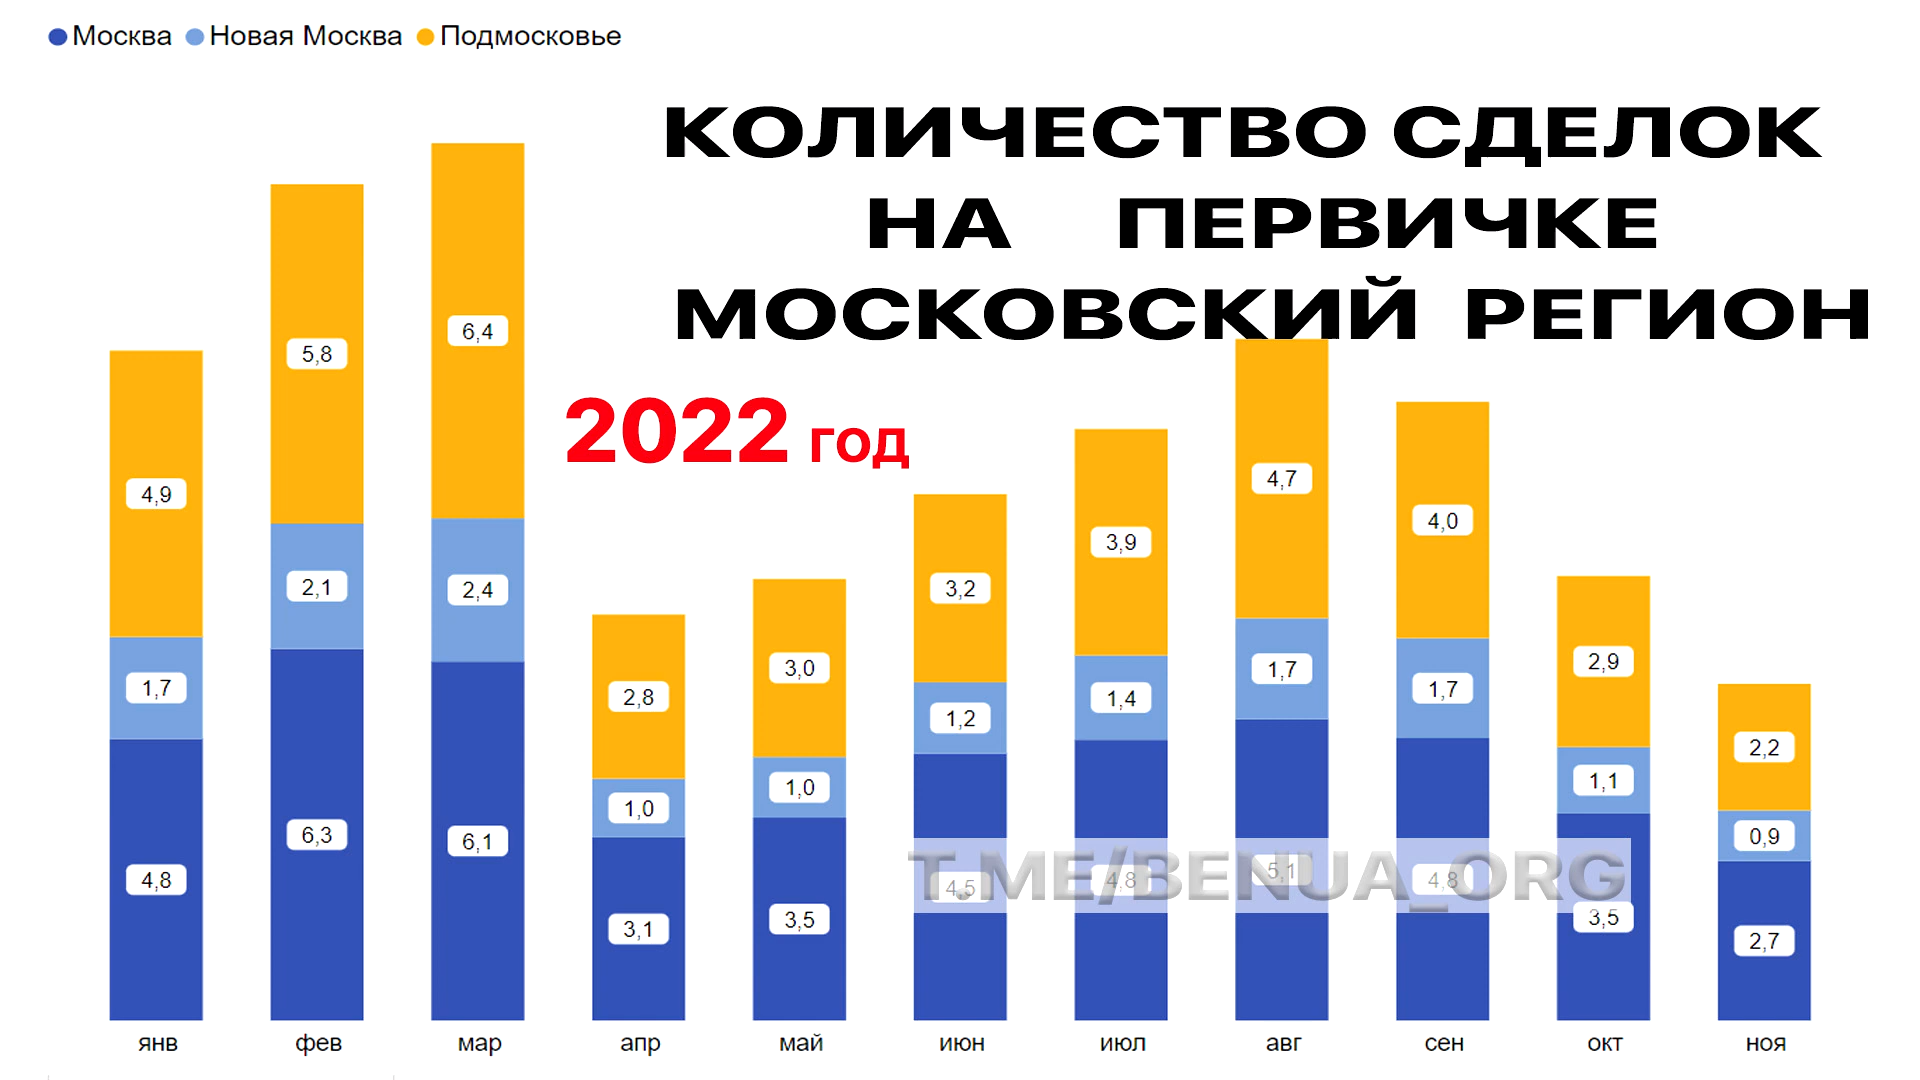 Москва Новая Москва Подмосковье
КОЛИЧЕСТВО СДЕЛОК
НА ПЕРВИЧКЕ
МОСКОВСКИЙ РЕГИОН
2022 год
4,9 5,8 6,4 2,8 3,0 3,2 3,9 4,7 4,0 2,9 2,2
1,7 2,1 2,4 1,0 1,0 1,2 1,4 1,7 1,7 1,1 0,9
4,8 6,3 6,1 3,1 3,5 4,5 4,8 5,1 4,8 3,5 2,7
T.ME/BENUA_ORG
янв фев мар апр май июн июл авг сен окт ноя